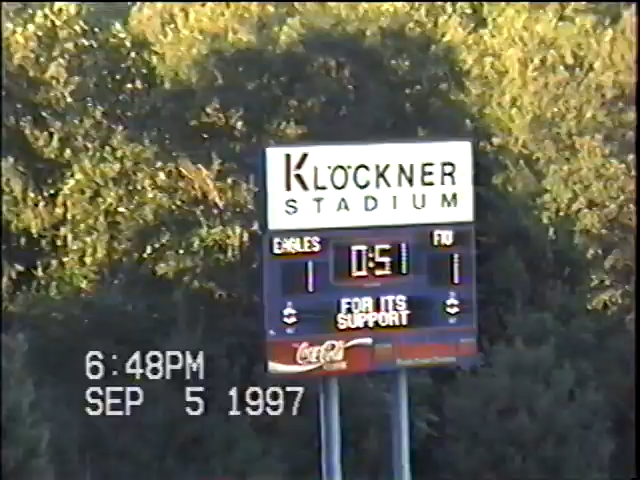 KLÖCKNER
STADIUM
EAGLES FIU
1 0:51 1
FOR ITS
SUPPORT
Coca-Cola
6:48PM
SEP 5 1997